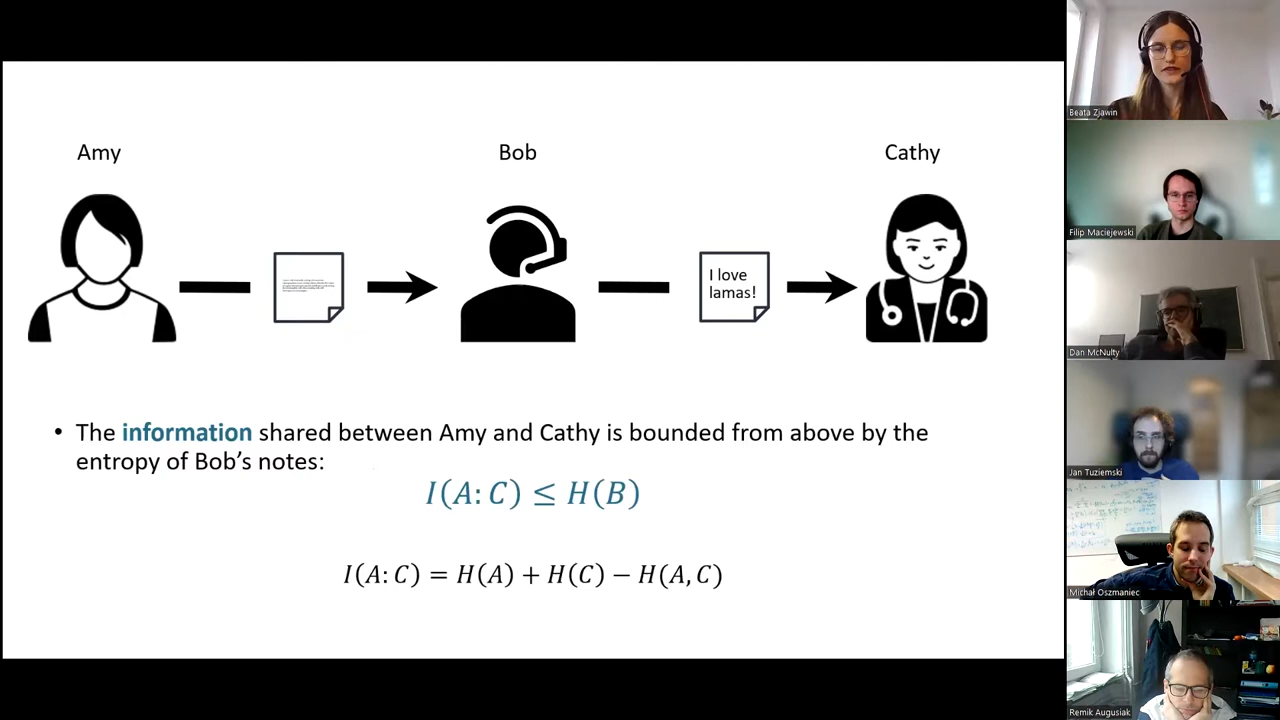 Amy
Bob
Cathy
I love
lamas!
• The information shared between Amy and Cathy is bounded from above by the
entropy of Bob's notes:
I(A:C) ≤ H(B)
I(A:C) = H(A) + H(C) − H(A,C)
Beata Zjawin
Filip Maciejewski
Dan McNulty
Jan Tuziemski
Michał Oszmaniec
Remik Augusiak